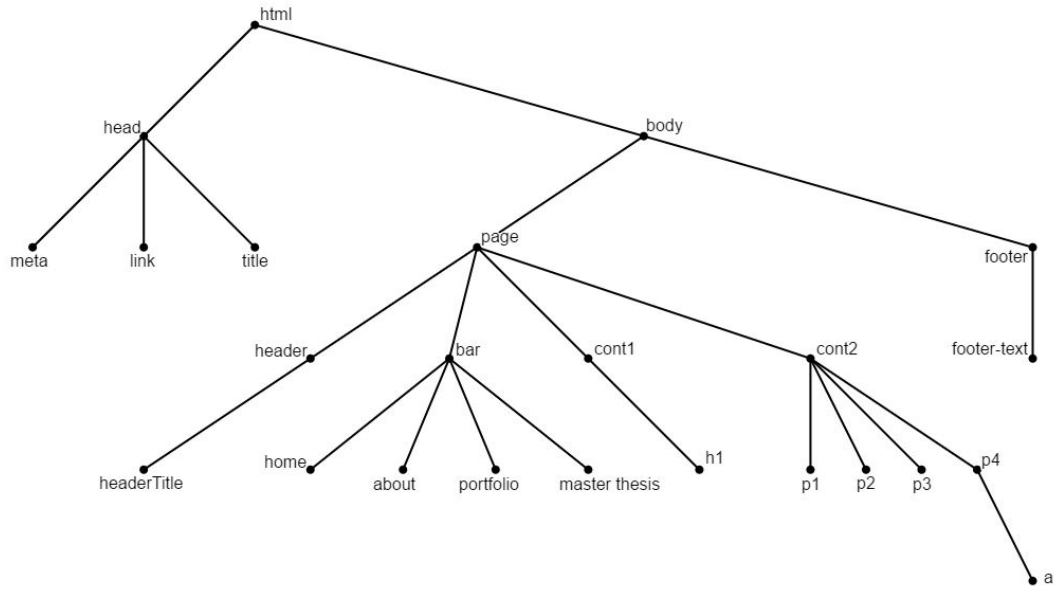 html
head
body
meta
link
title
page
footer
header
bar
cont1
cont2
footer-text
headerTitle
home
about
portfolio
master thesis
h1
p1
p2
p3
p4
a